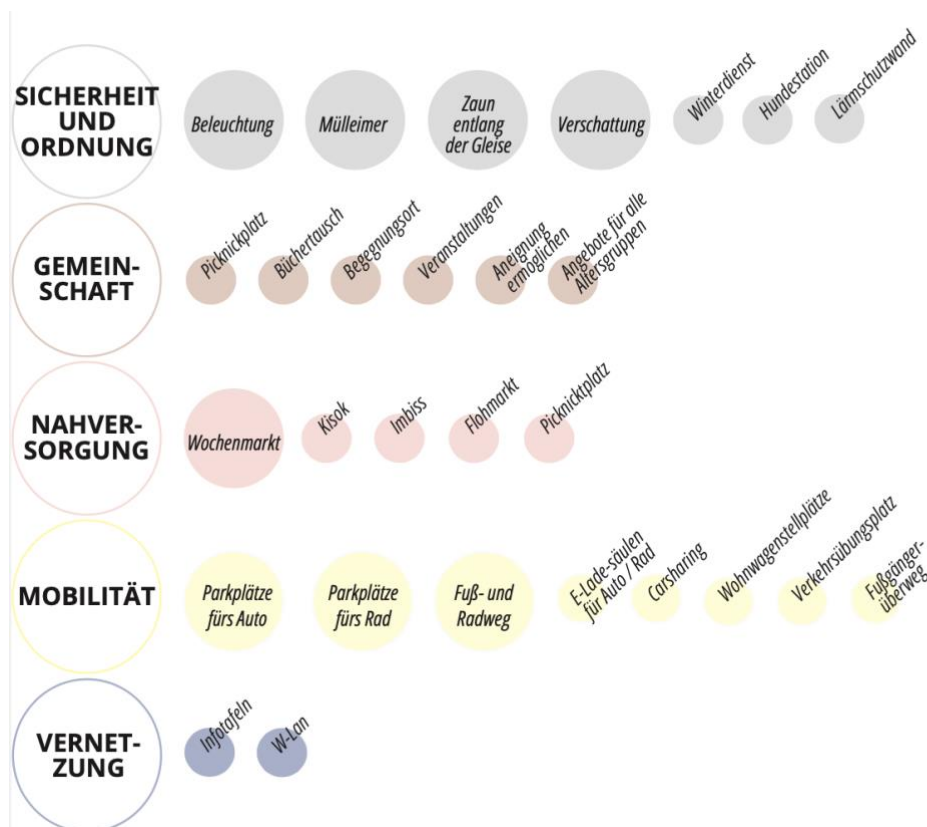 SICHERHEIT
UND
ORDNUNG
Beleuchtung
Mülleimer
Zaun
entlang
der Gleise
Verschattung
Winterdienst
Hundestation
Lärmschutzwand
GEMEIN-
SCHAFT
Picknickplatz
Büchertausch
Begegnungsort
Veranstaltungen
Aneignung
ermöglichen
Angebote für alle
Altersgruppen
NAHVER-
SORGUNG
Wochenmarkt
Kisok
Imbiss
Flohmarkt
Picknicktplatz
MOBILITÄT
Parkplätze
fürs Auto
Parkplätze
fürs Rad
Fuß- und
Radweg
E-Lade-säulen
für Auto / Rad
Carsharing
Wohnwagenstellplätze
Verkehrsübungsplatz
Fußgänger-
überweg
VERNET-
ZUNG
Infotafeln
W-Lan